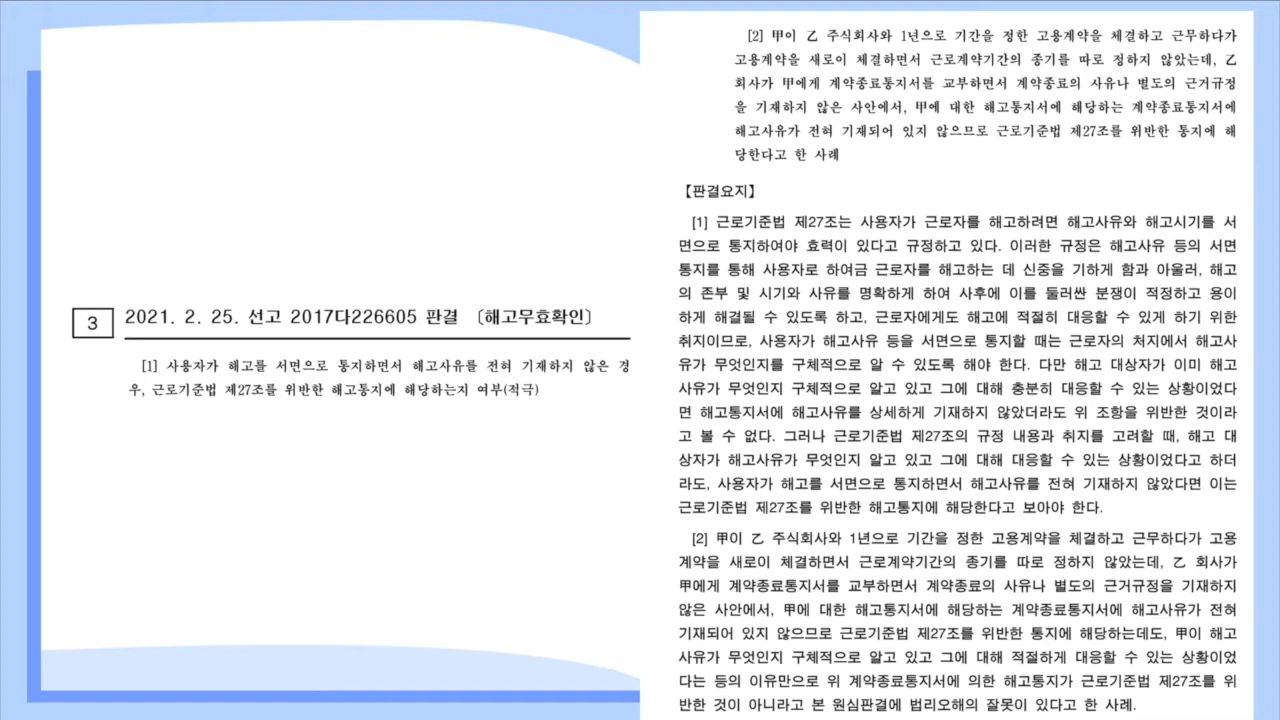 3
2021. 2. 25. 선고 2017다226605 판결 〔해고무효확인〕
[1] 사용자가 해고를 서면으로 통지하면서 해고사유를 전혀 기재하지 않은 경
우, 근로기준법 제27조를 위반한 해고통지에 해당하는지 여부(적극)
[2] 甲이 乙 주식회사와 1년으로 기간을 정한 고용계약을 체결하고 근무하다가
고용계약을 새로이 체결하면서 근로계약기간의 종기를 따로 정하지 않았는데, 乙
회사가 甲에게 계약종료통지서를 교부하면서 계약종료의 사유나 별도의 근거규정
을 기재하지 않은 사안에서, 甲에 대한 해고통지서에 해당하는 계약종료통지서에
해고사유가 전혀 기재되어 있지 않으므로 근로기준법 제27조를 위반한 통지에 해
당한다고 한 사례
【판결요지】
[1] 근로기준법 제27조는 사용자가 근로자를 해고하려면 해고사유와 해고시기를 서
면으로 통지하여야 효력이 있다고 규정하고 있다. 이러한 규정은 해고사유 등의 서면
통지를 통해 사용자로 하여금 근로자를 해고하는 데 신중을 기하게 함과 아울러, 해고
의 존부 및 시기와 사유를 명확하게 하여 사후에 이를 둘러싼 분쟁이 적정하고 용이
하게 해결될 수 있도록 하고, 근로자에게도 해고에 적절히 대응할 수 있게 하기 위한
취지이므로, 사용자가 해고사유 등을 서면으로 통지할 때는 근로자의 처지에서 해고사
유가 무엇인지를 구체적으로 알 수 있도록 해야 한다. 다만 해고 대상자가 이미 해고
사유가 무엇인지 구체적으로 알고 있고 그에 대해 충분히 대응할 수 있는 상황이었다
면 해고통지서에 해고사유를 상세하게 기재하지 않았더라도 위 조항을 위반한 것이라
고 볼 수 없다. 그러나 근로기준법 제27조의 규정 내용과 취지를 고려할 때, 해고 대
상자가 해고사유가 무엇인지 알고 있고 그에 대해 대응할 수 있는 상황이었다고 하더
라도, 사용자가 해고를 서면으로 통지하면서 해고사유를 전혀 기재하지 않았다면 이는
근로기준법 제27조를 위반한 해고통지에 해당한다고 보아야 한다.
[2] 甲이 乙 주식회사와 1년으로 기간을 정한 고용계약을 체결하고 근무하다가 고용
계약을 새로이 체결하면서 근로계약기간의 종기를 따로 정하지 않았는데, 乙 회사가
甲에게 계약종료통지서를 교부하면서 계약종료의 사유나 별도의 근거규정을 기재하지
않은 사안에서, 甲에 대한 해고통지서에 해당하는 계약종료통지서에 해고사유가 전혀
기재되어 있지 않으므로 근로기준법 제27조를 위반한 통지에 해당하는데도, 甲이 해고
사유가 무엇인지 구체적으로 알고 있고 그에 대해 적절하게 대응할 수 있는 상황이었
다는 등의 이유만으로 위 계약종료통지서에 의한 해고통지가 근로기준법 제27조를 위
반한 것이 아니라고 본 원심판결에 법리오해의 잘못이 있다고 한 사례.